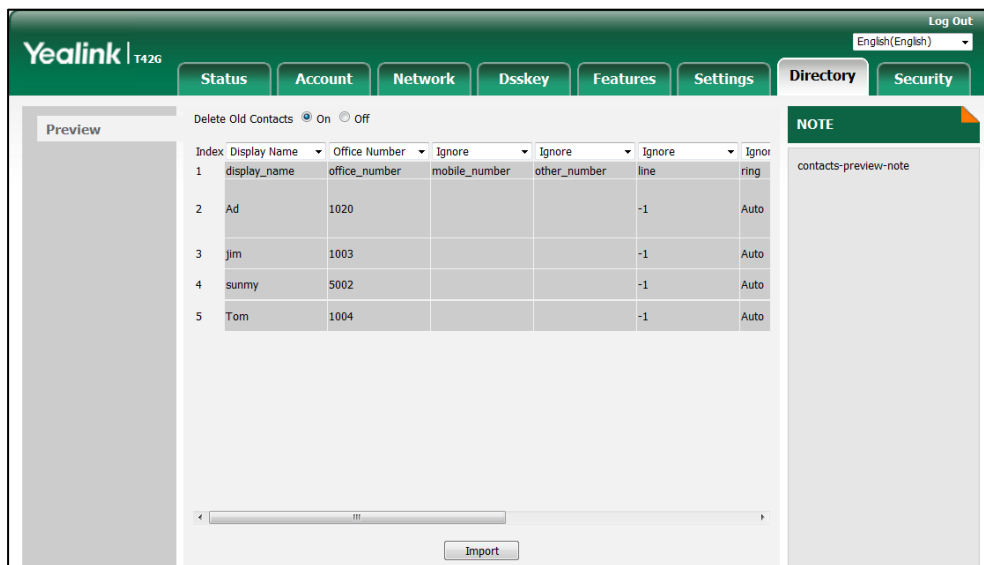 Log Out
Yealink | T42G
English(English)
Status Account Network Dsskey Features Settings Directory Security
Preview
Delete Old Contacts On Off
NOTE
contacts-preview-note
Index Display Name Office Number Ignore Ignore Ignore Ignor
1 display_name office_number mobile_number other_number line ring
2 Ad 1020 -1 Auto
3 jim 1003 -1 Auto
4 sunmy 5002 -1 Auto
5 Tom 1004 -1 Auto
Import